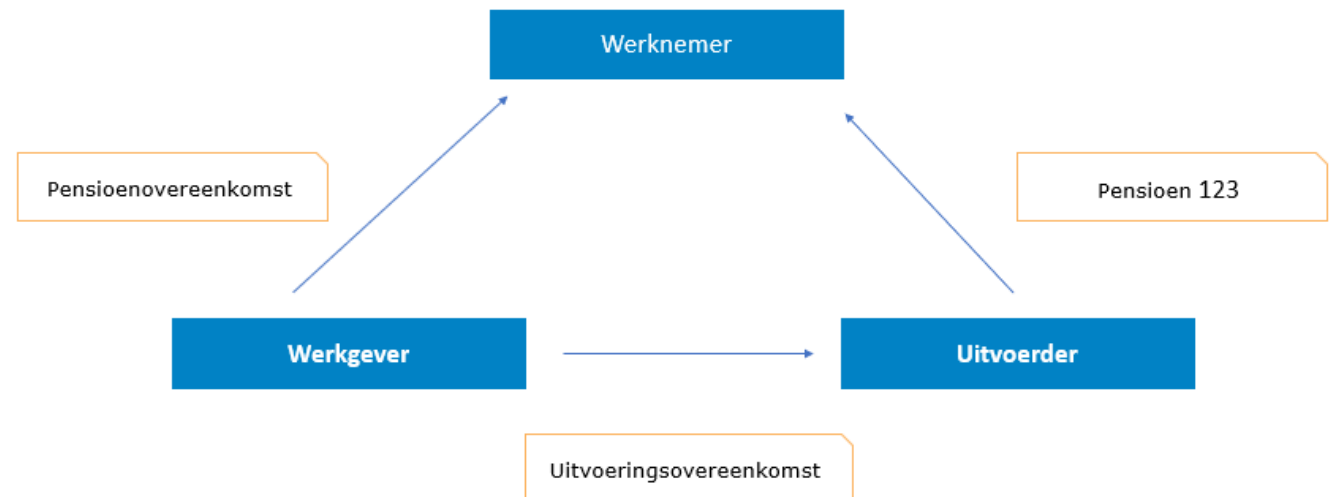 Werknemer
Pensioenovereenkomst
Pensioen 123
Werkgever
Uitvoerder
Uitvoeringsovereenkomst